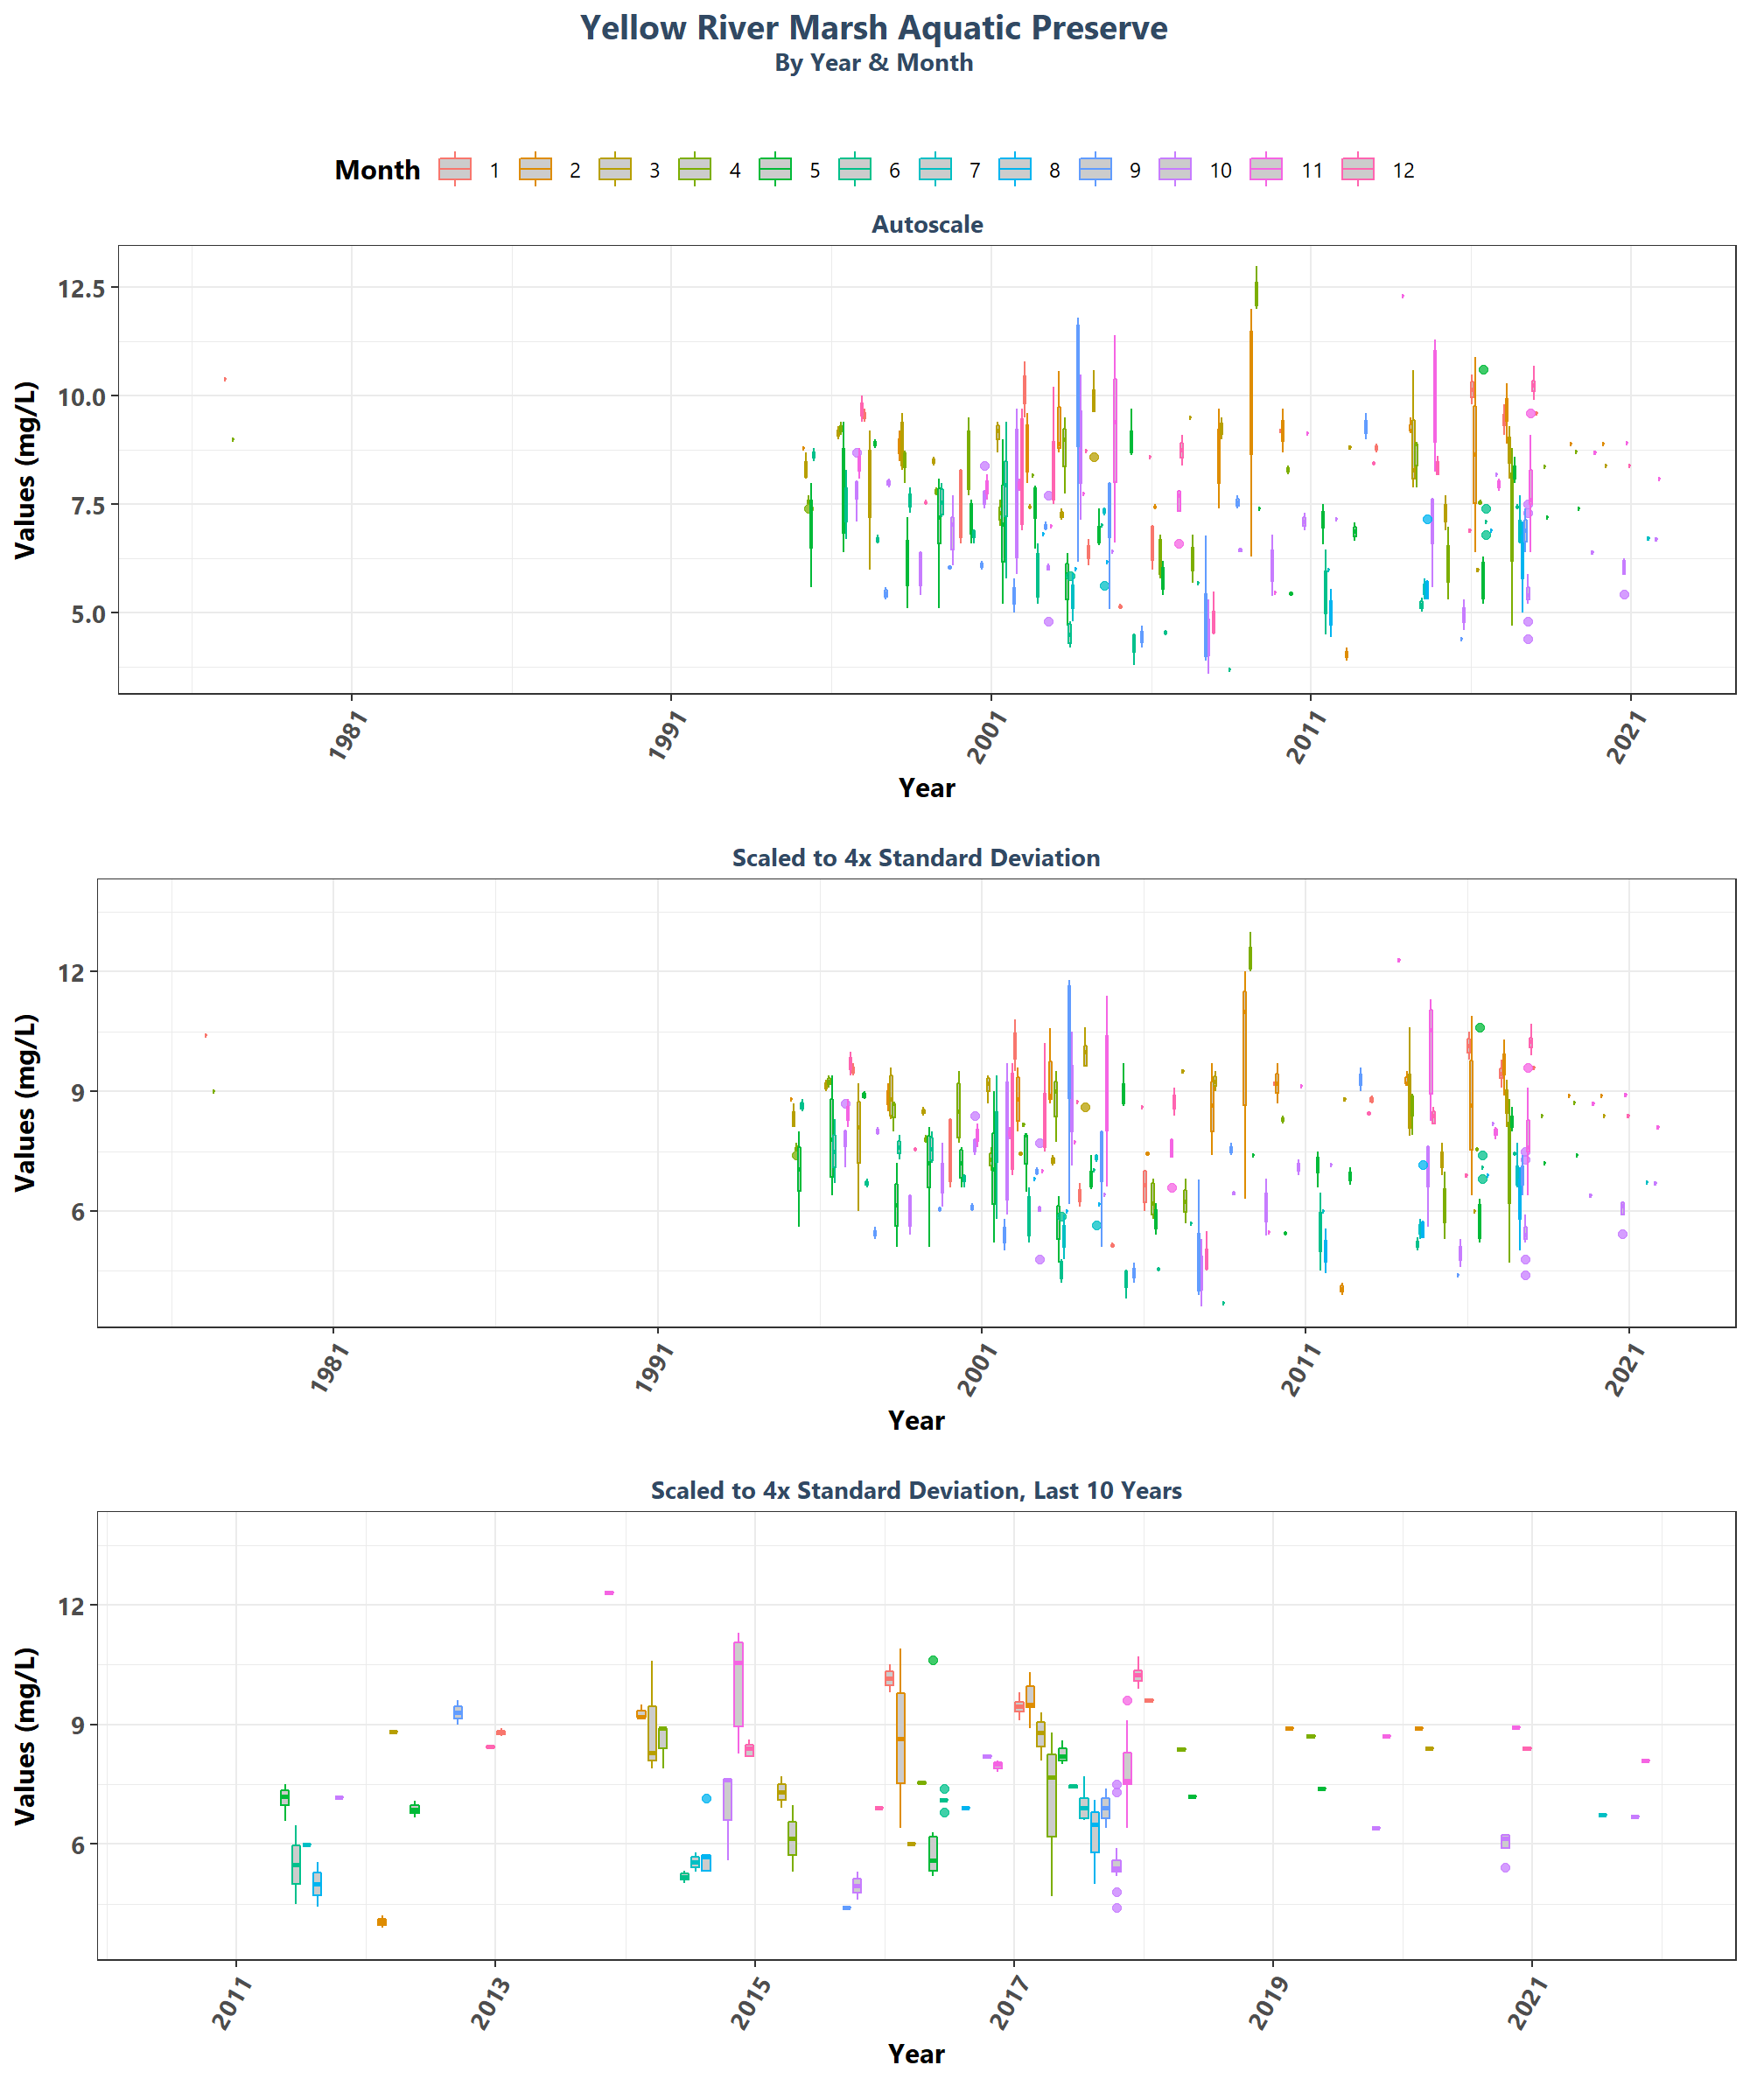 Yellow River Marsh Aquatic Preserve
By Year & Month
Month 1 2 3 4 5 6 7 8 9 10 11 12
Autoscale
Values (mg/L)
12.5
10.0
7.5
5.0
1981 1991 2001 2011 2021
Year
Scaled to 4x Standard Deviation
Values (mg/L)
12
9
6
1981 1991 2001 2011 2021
Year
Scaled to 4x Standard Deviation, Last 10 Years
Values (mg/L)
12
9
6
2011 2013 2015 2017 2019 2021
Year